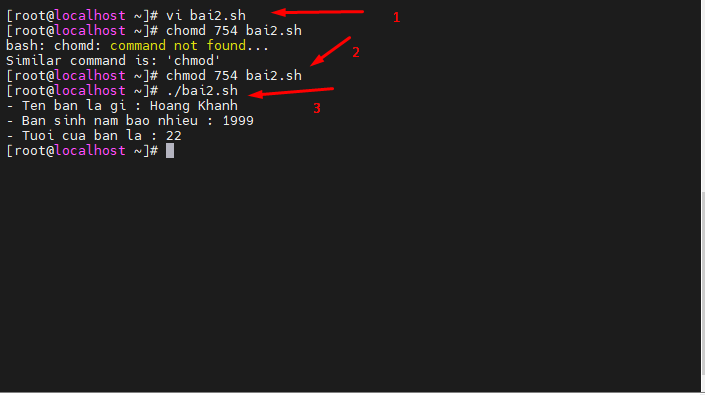 [root@localhost ~]# vi bai2.sh 1
[root@localhost ~]# chomd 754 bai2.sh
bash: chomd: command not found...
Similar command is: 'chmod' 2
[root@localhost ~]# chmod 754 bai2.sh
[root@localhost ~]# ./bai2.sh
- Ten ban la gi : Hoang Khanh 3
- Ban sinh nam bao nhieu : 1999
- Tuoi cua ban la : 22
[root@localhost ~]#